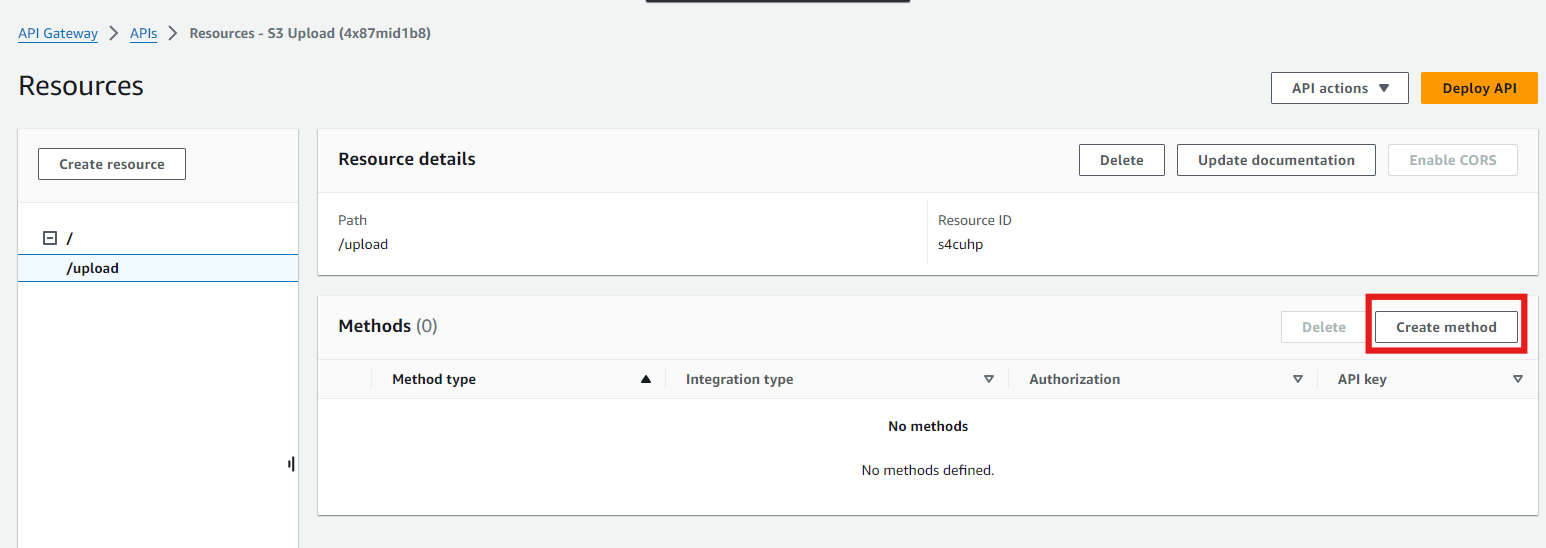 API Gateway > APIs > Resources - S3 Upload (4x87mid1b8)
Resources
API actions
Deploy API
Create resource
/
/upload
Resource details
Delete
Update documentation
Enable CORS
Path
/upload
Resource ID
s4cuhp
Methods (0)
Delete
Create method
Method type
Integration type
Authorization
API key
No methods
No methods defined.